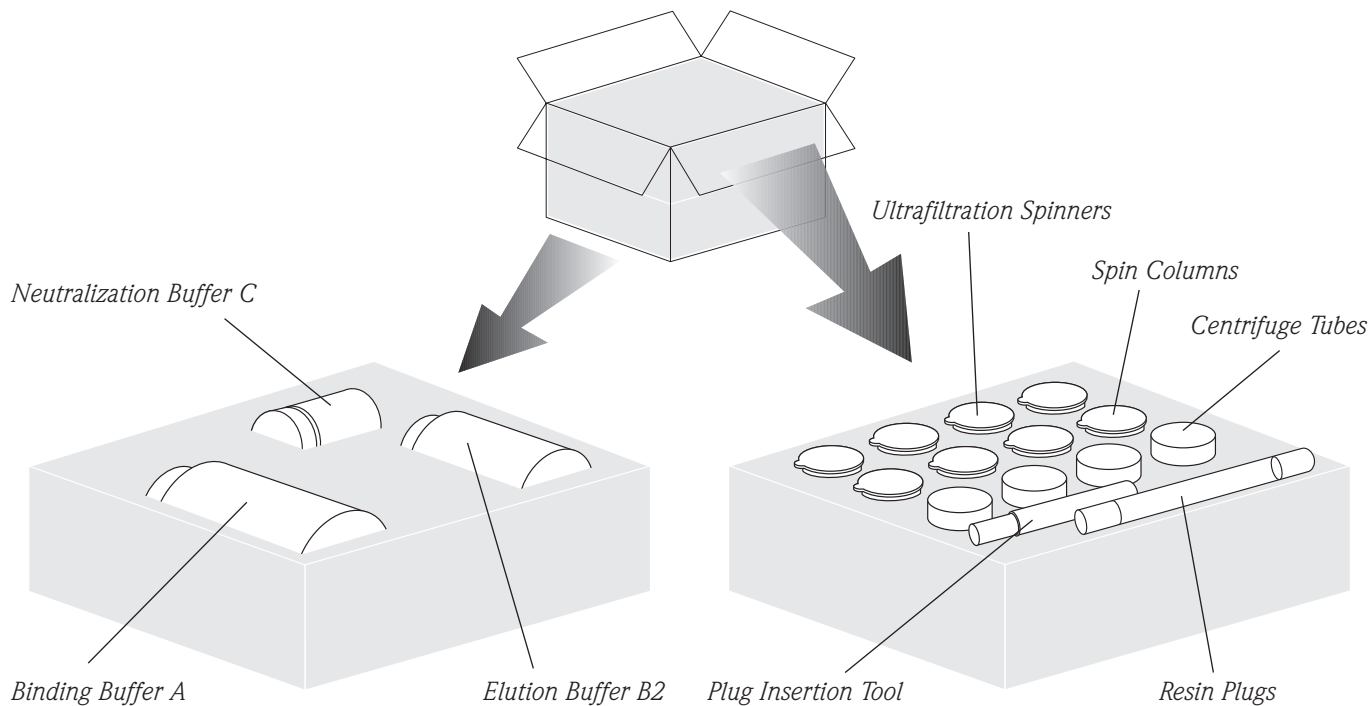 Ultrafiltration Spinners
Spin Columns
Neutralization Buffer C
Centrifuge Tubes
Binding Buffer A
Elution Buffer B2
Plug Insertion Tool
Resin Plugs